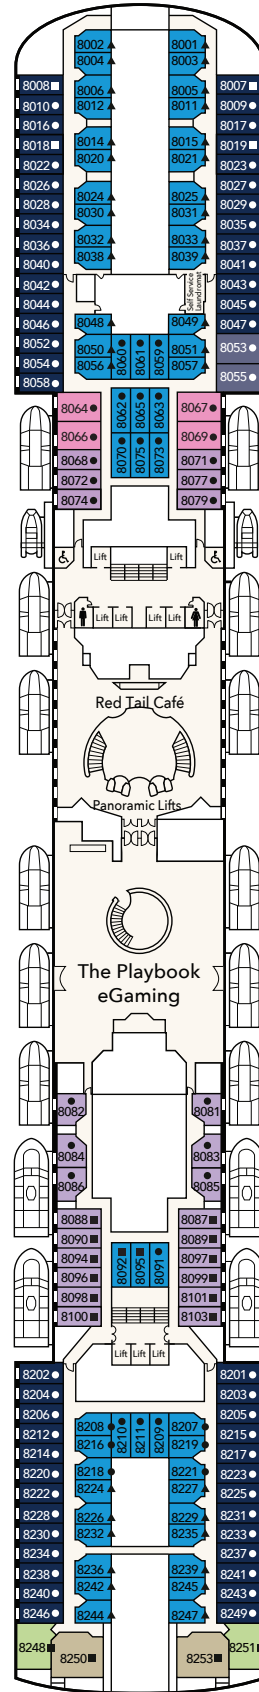 8002 8001
8004 8003
8008 8006 8005 8007
8010 8012 8011 8009
8016 8017
8018 8014 8015 8019
8022 8020 8021 8023
8026 8027
8028 8024 8025 8029
8034 8030 8031 8035
8036 8032 8033 8037
8040 8038 8039 8041
8042 8043
8044 Self Service Laundromat 8045
8046 8048 8049 8047
8052 8050 8060 8061 8059 8051 8053
8054 8056 8057 8055
8058
8064 8062 8065 8063 8067
8066 8069
8068 8070 8075 8073 8071
8072 8077
8074 8079
Lift Lift
Lift Lift Lift Lift
Red Tail Café
Panoramic Lifts
The Playbook
eGaming
8082 8081
8084 8083
8086 8085
8088 8087
8090 8092 8095 8091 8089
8094 8097
8096 8099
8098 8101
8100 8103
Lift Lift Lift
8202 8201
8204 8203
8206 8205
8212 8208 8210 8211 8209 8207 8215
8214 8216 8219 8217
8220 8218 8221 8223
8222 8224 8227 8225
8228 8226 8229 8231
8230 8232 8235 8233
8234 8237
8238 8236 8239 8241
8240 8242 8245 8243
8246 8244 8247 8249
8248 8250 8253 8251